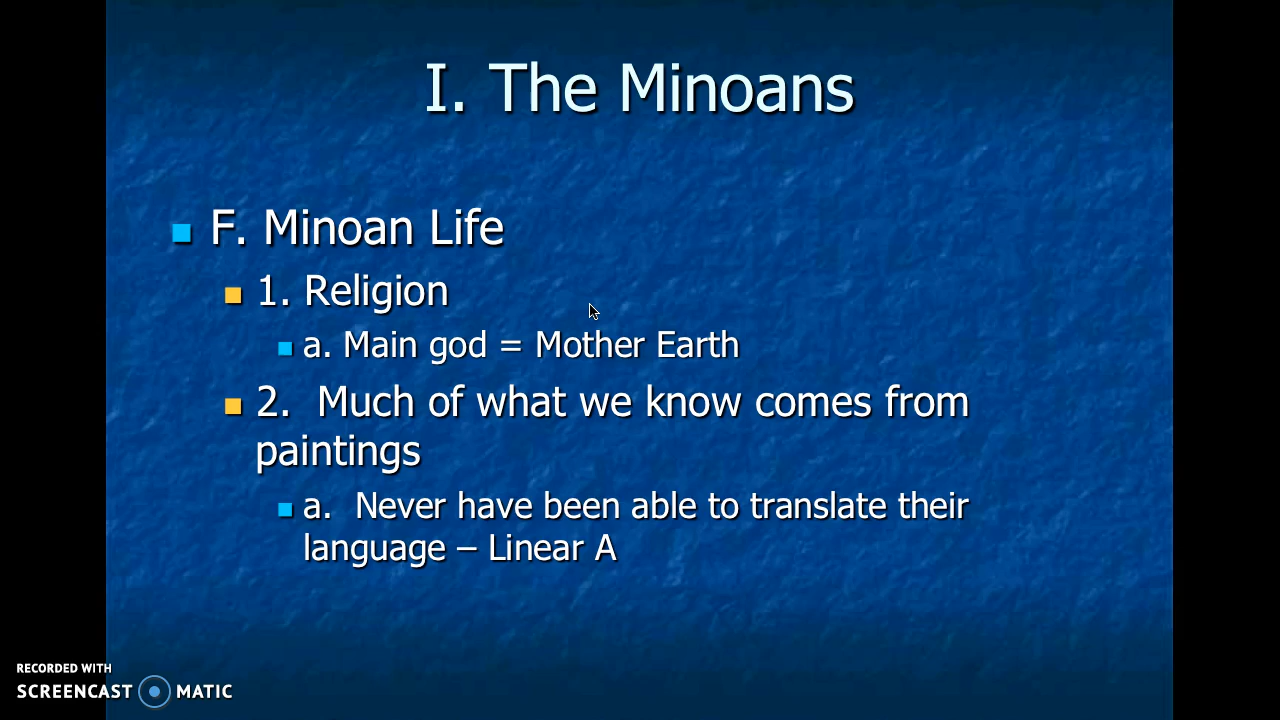 I. The Minoans
F. Minoan Life
1. Religion
a. Main god = Mother Earth
2.  Much of what we know comes from
paintings
a.  Never have been able to translate their
language – Linear A
RECORDED WITH
SCREENCAST MATIC